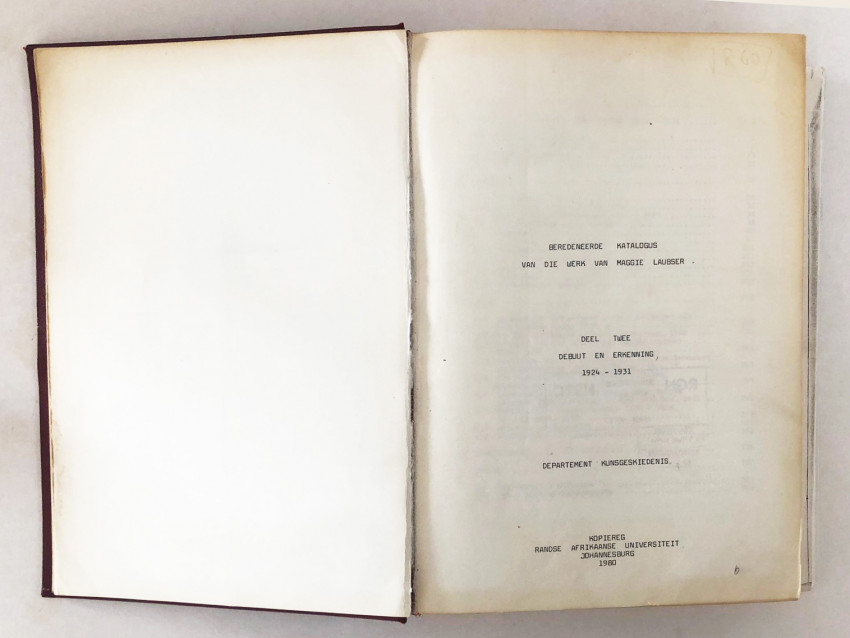 BEREDENEERDE KATALOGUS
VAN DIE WERK VAN MAGGIE LAUBSER .
DEEL TWEE
DEBUUT EN ERKENNING,
1924 - 1931
DEPARTEMENT KUNSGESKIEDENIS.
KOPIEREG
RANDSE AFRIKAANSE UNIVERSITEIT
JOHANNESBURG
1980